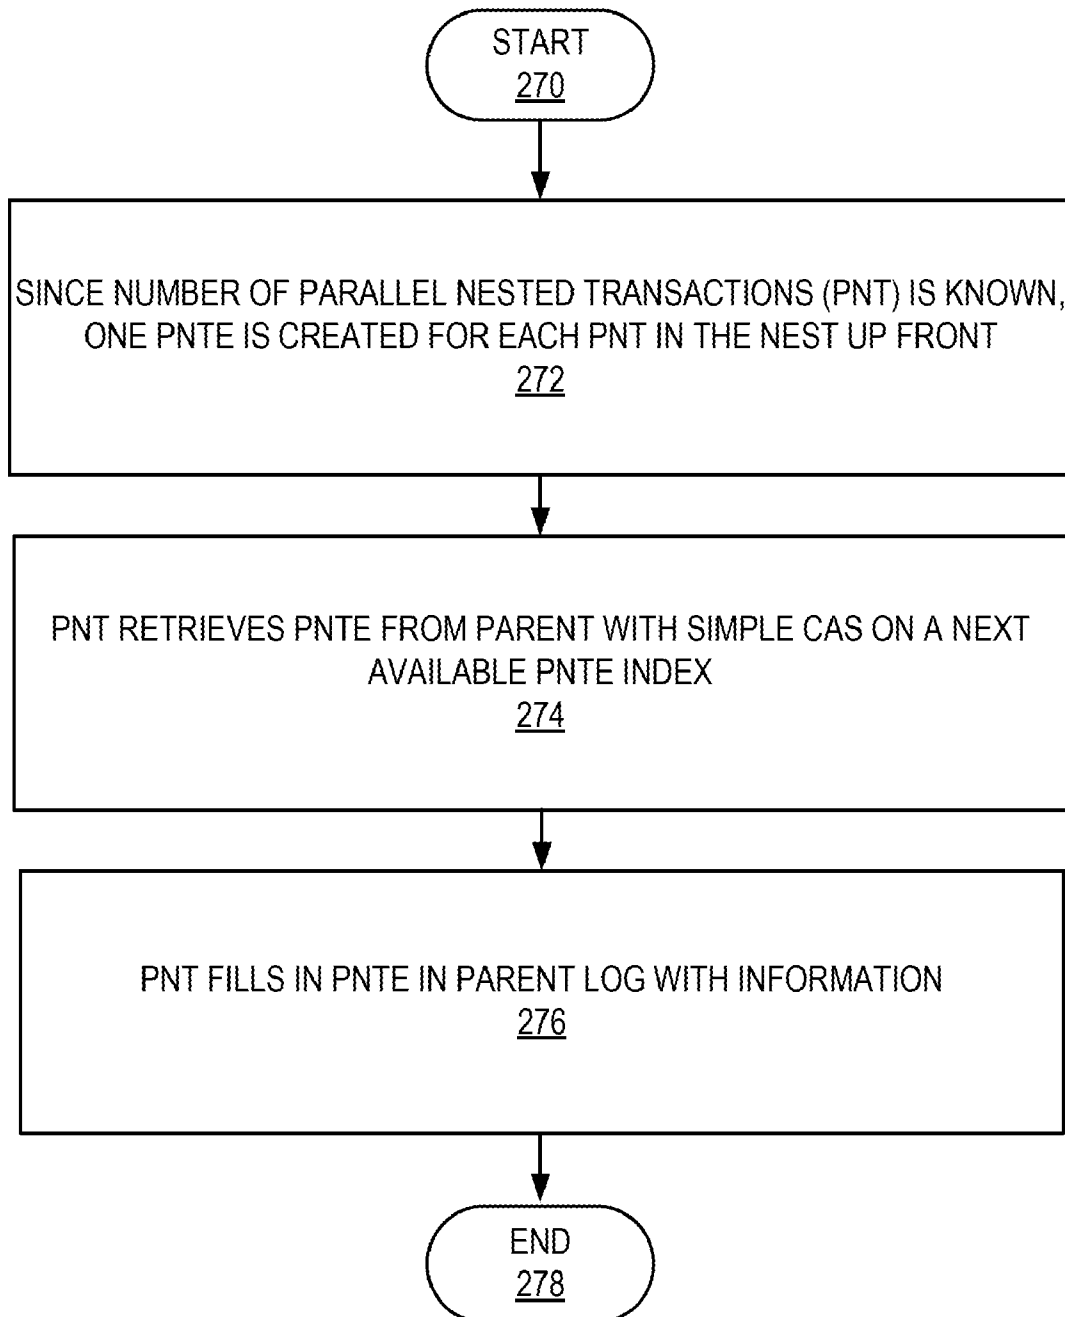 START
270
SINCE NUMBER OF PARALLEL NESTED TRANSACTIONS (PNT) IS KNOWN,
ONE PNTE IS CREATED FOR EACH PNT IN THE NEST UP FRONT
272
PNT RETRIEVES PNTE FROM PARENT WITH SIMPLE CAS ON A NEXT
AVAILABLE PNTE INDEX
274
PNT FILLS IN PNTE IN PARENT LOG WITH INFORMATION
276
END
278